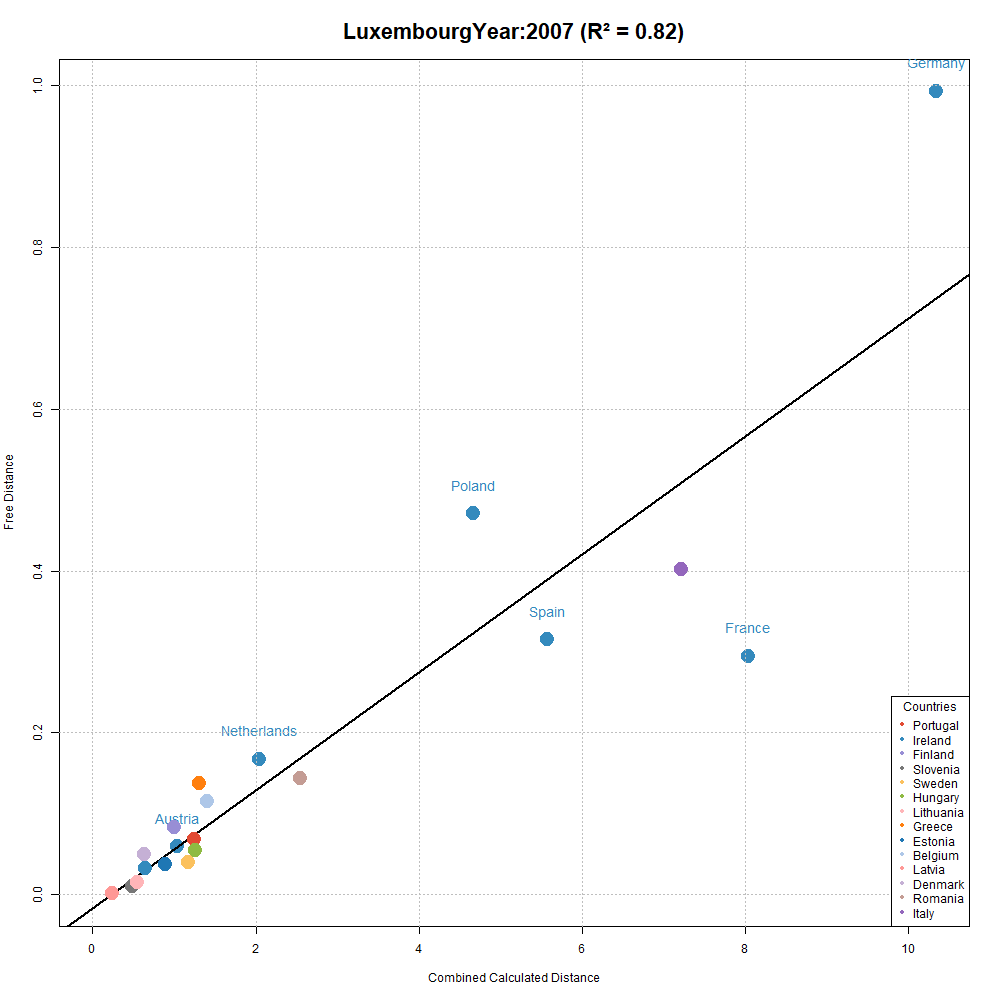 LuxembourgYear:2007 (R² = 0.82)
Germany
1.0
0.8
0.6
Poland
Free Distance
0.4
Spain
France
Netherlands
0.2
Austria
0.0
Countries
Portugal
Ireland
Finland
Slovenia
Sweden
Hungary
Lithuania
Greece
Estonia
Belgium
Latvia
Denmark
Romania
Italy
0 2 4 6 8 10
Combined Calculated Distance